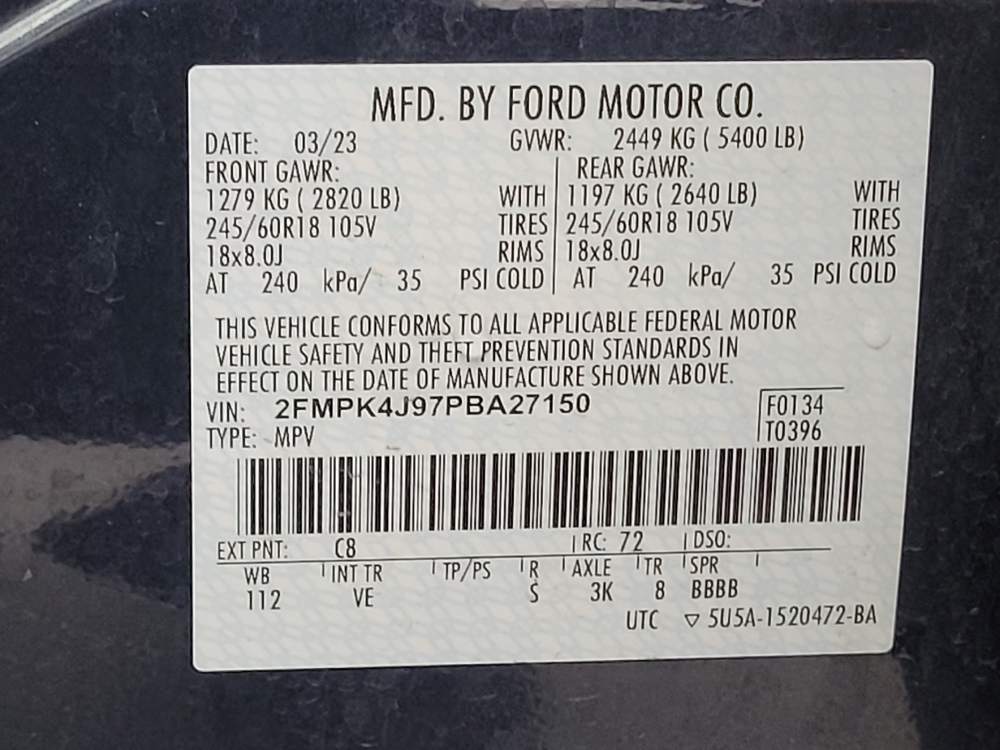 MFD. BY FORD MOTOR CO.
DATE: 03/23 GVWR: 2449 KG ( 5400 LB)
FRONT GAWR: REAR GAWR:
1279 KG ( 2820 LB) WITH 1197 KG ( 2640 LB) WITH
245/60R18 105V TIRES 245/60R18 105V TIRES
18x8.0J RIMS 18x8.0J RIMS
AT 240 kPa/ 35 PSI COLD AT 240 kPa/ 35 PSI COLD
THIS VEHICLE CONFORMS TO ALL APPLICABLE FEDERAL MOTOR
VEHICLE SAFETY AND THEFT PREVENTION STANDARDS IN
EFFECT ON THE DATE OF MANUFACTURE SHOWN ABOVE.
VIN: 2FMPK4J97PBA27150 F0134
TYPE: MPV T0396
EXT PNT: C8 RC: 72 DSO:
WB INT TR TP/PS R AXLE TR SPR
112 VE S 3K 8 BBBB
UTC ▽ 5U5A-1520472-BA